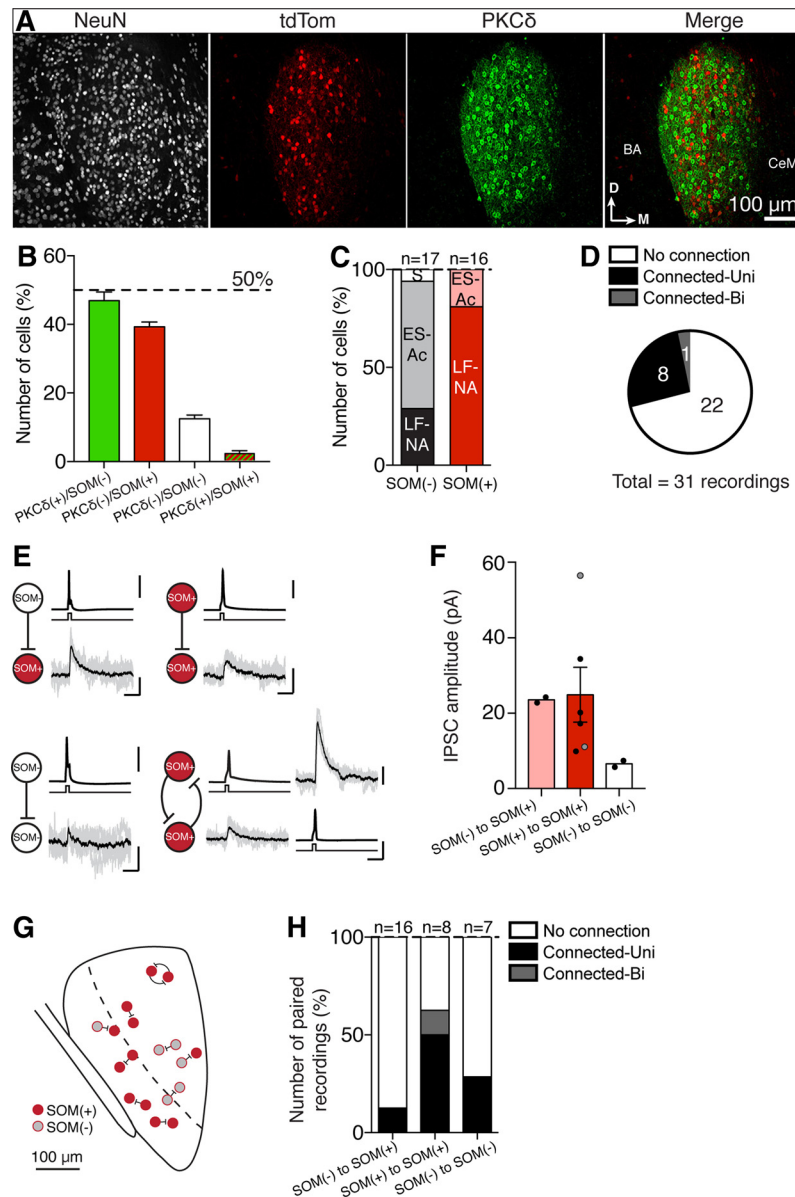 A
NeuN
tdTom
PKCδ
Merge
BA
CeM
D
M
100 µm
B
Number of cells (%)
60
40
20
0
50%
PKCδ(+)/SOM(-)
PKCδ(-)/SOM(+)
PKCδ(-)/SOM(-)
PKCδ(+)/SOM(+)
C
Number of cells (%)
100
50
0
n=17
n=16
S
ES-
Ac
LF-
NA
ES-
Ac
LF-
NA
SOM(-)
SOM(+)
D
No connection
Connected-Uni
Connected-Bi
1
8
22
Total = 31 recordings
E
SOM-
SOM+
SOM+
SOM+
SOM-
SOM-
SOM+
SOM+
F
IPSC amplitude (pA)
60
40
20
0
SOM(-) to SOM(+)
SOM(+) to SOM(+)
SOM(-) to SOM(-)
G
SOM(+)
SOM(-)
100 µm
H
Number of paired
recordings (%)
100
50
0
n=16
n=8
n=7
No connection
Connected-Uni
Connected-Bi
SOM(-) to SOM(+)
SOM(+) to SOM(+)
SOM(-) to SOM(-)